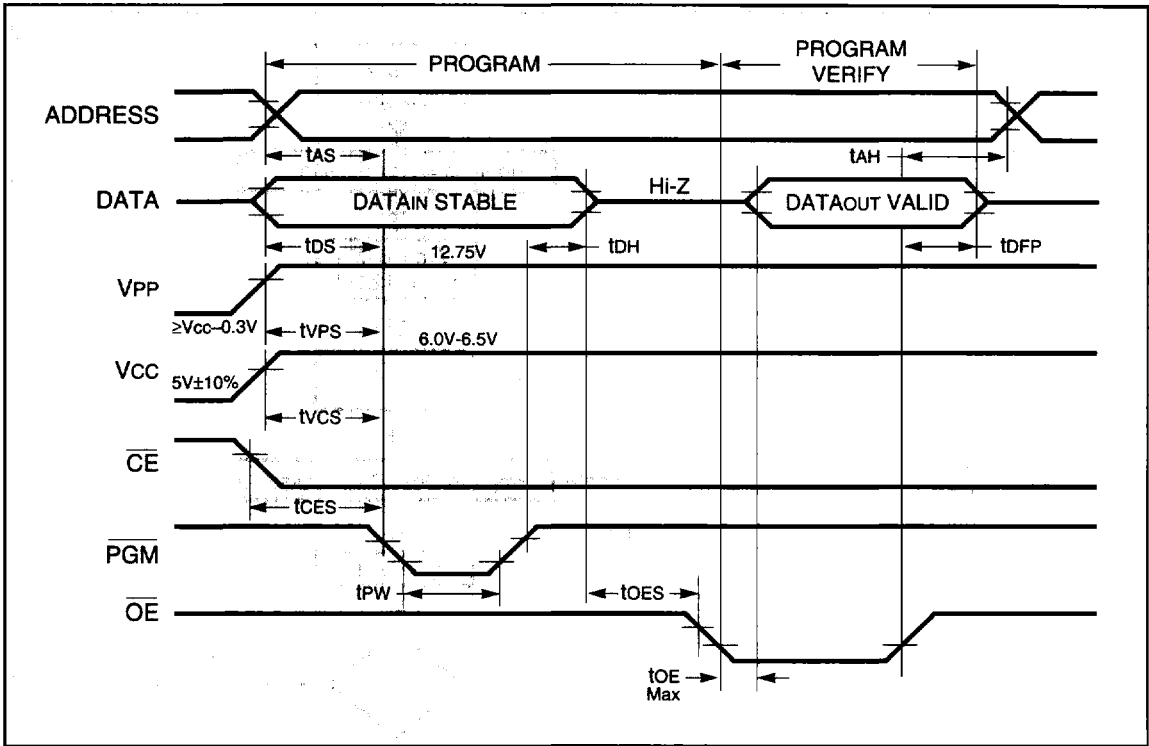 PROGRAM
PROGRAM
VERIFY
ADDRESS
tAS
tAH
DATA
DATAIN STABLE
Hi-Z
DATAOUT VALID
tDS
12.75V
tDH
tDFP
VPP
≥Vcc–0.3V
tVPS
6.0V-6.5V
VCC
5V±10%
tVCS
CE
tCES
PGM
tPW
tOES
OE
tOE
Max